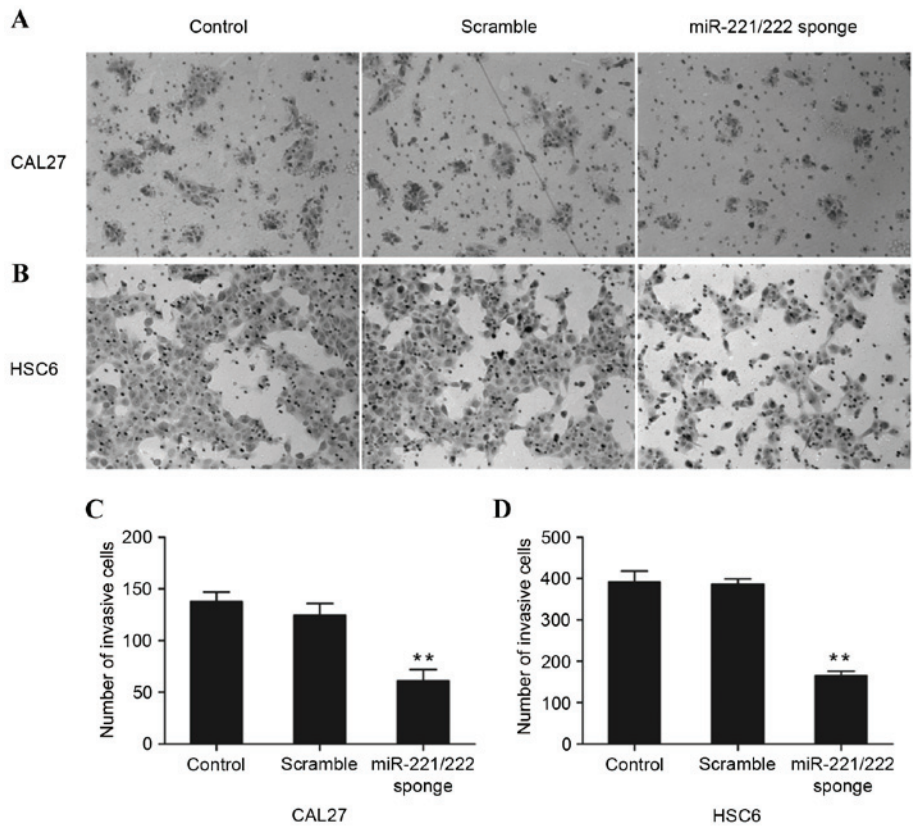 A
Control
Scramble
miR-221/222 sponge
CAL27
B
HSC6
C
Number of invasive cells
200
150
100
50
0
**
Control
Scramble
miR-221/222
sponge
CAL27
D
Number of invasive cells
500
400
300
200
100
0
**
Control
Scramble
miR-221/222
sponge
HSC6